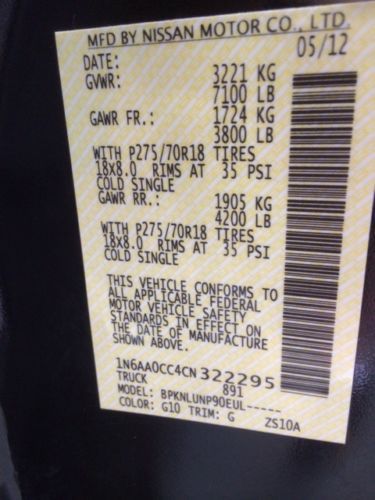 MFD BY NISSAN MOTOR CO., LTD.
DATE: 05/12
GVWR: 3221 KG
7100 LB
GAWR FR.: 1724 KG
3800 LB
WITH P275/70R18 TIRES
18X8.0 RIMS AT 35 PSI
COLD SINGLE
GAWR RR.: 1905 KG
4200 LB
WITH P275/70R18 TIRES
18X8.0 RIMS AT 35 PSI
COLD SINGLE
THIS VEHICLE CONFORMS TO
ALL APPLICABLE FEDERAL
MOTOR VEHICLE SAFETY
STANDARDS IN EFFECT ON
THE DATE OF MANUFACTURE
SHOWN ABOVE.
1N6AA0CC4CN322295
TRUCK 891
MODEL: BPKNLUNP90EUL-----
COLOR: G10 TRIM: G ZS10A